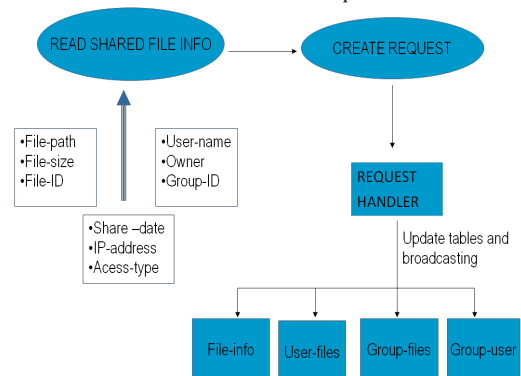 READ SHARED FILE INFO
CREATE REQUEST
•File-path
•File-size
•File-ID
•User-name
•Owner
•Group-ID
•Share –date
•IP-address
•Acess-type
REQUEST
HANDLER
Update tables and
broadcasting
File-info
User-files
Group-files
Group-user